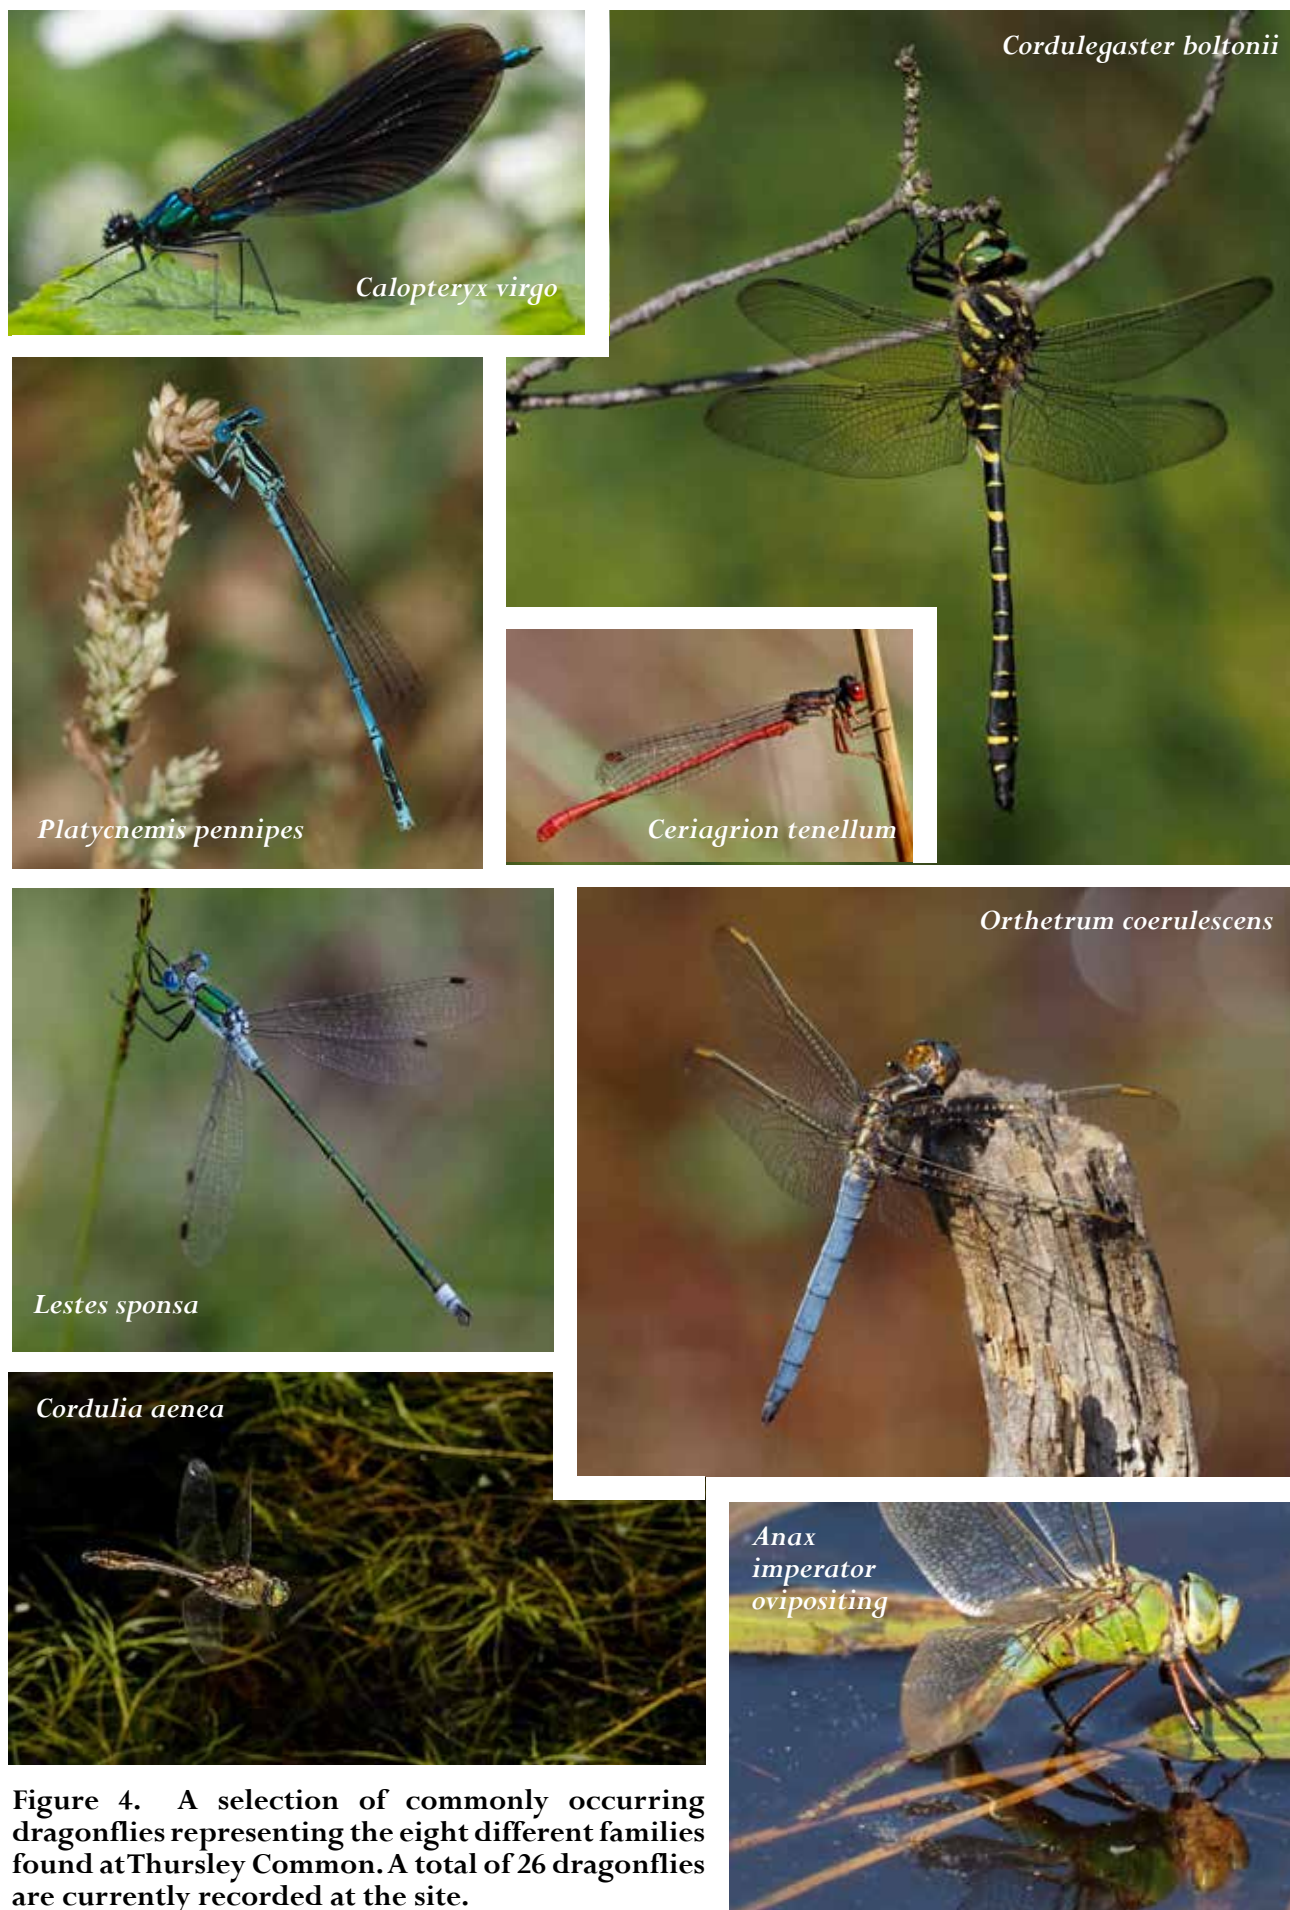 Calopteryx virgo
Cordulegaster boltonii
Platycnemis pennipes
Ceriagrion tenellum
Lestes sponsa
Orthetrum coerulescens
Cordulia aenea
Anax
imperator
ovipositing
Figure 4. A selection of commonly occurring
dragonflies representing the eight different families
found at Thursley Common. A total of 26 dragonflies
are currently recorded at the site.